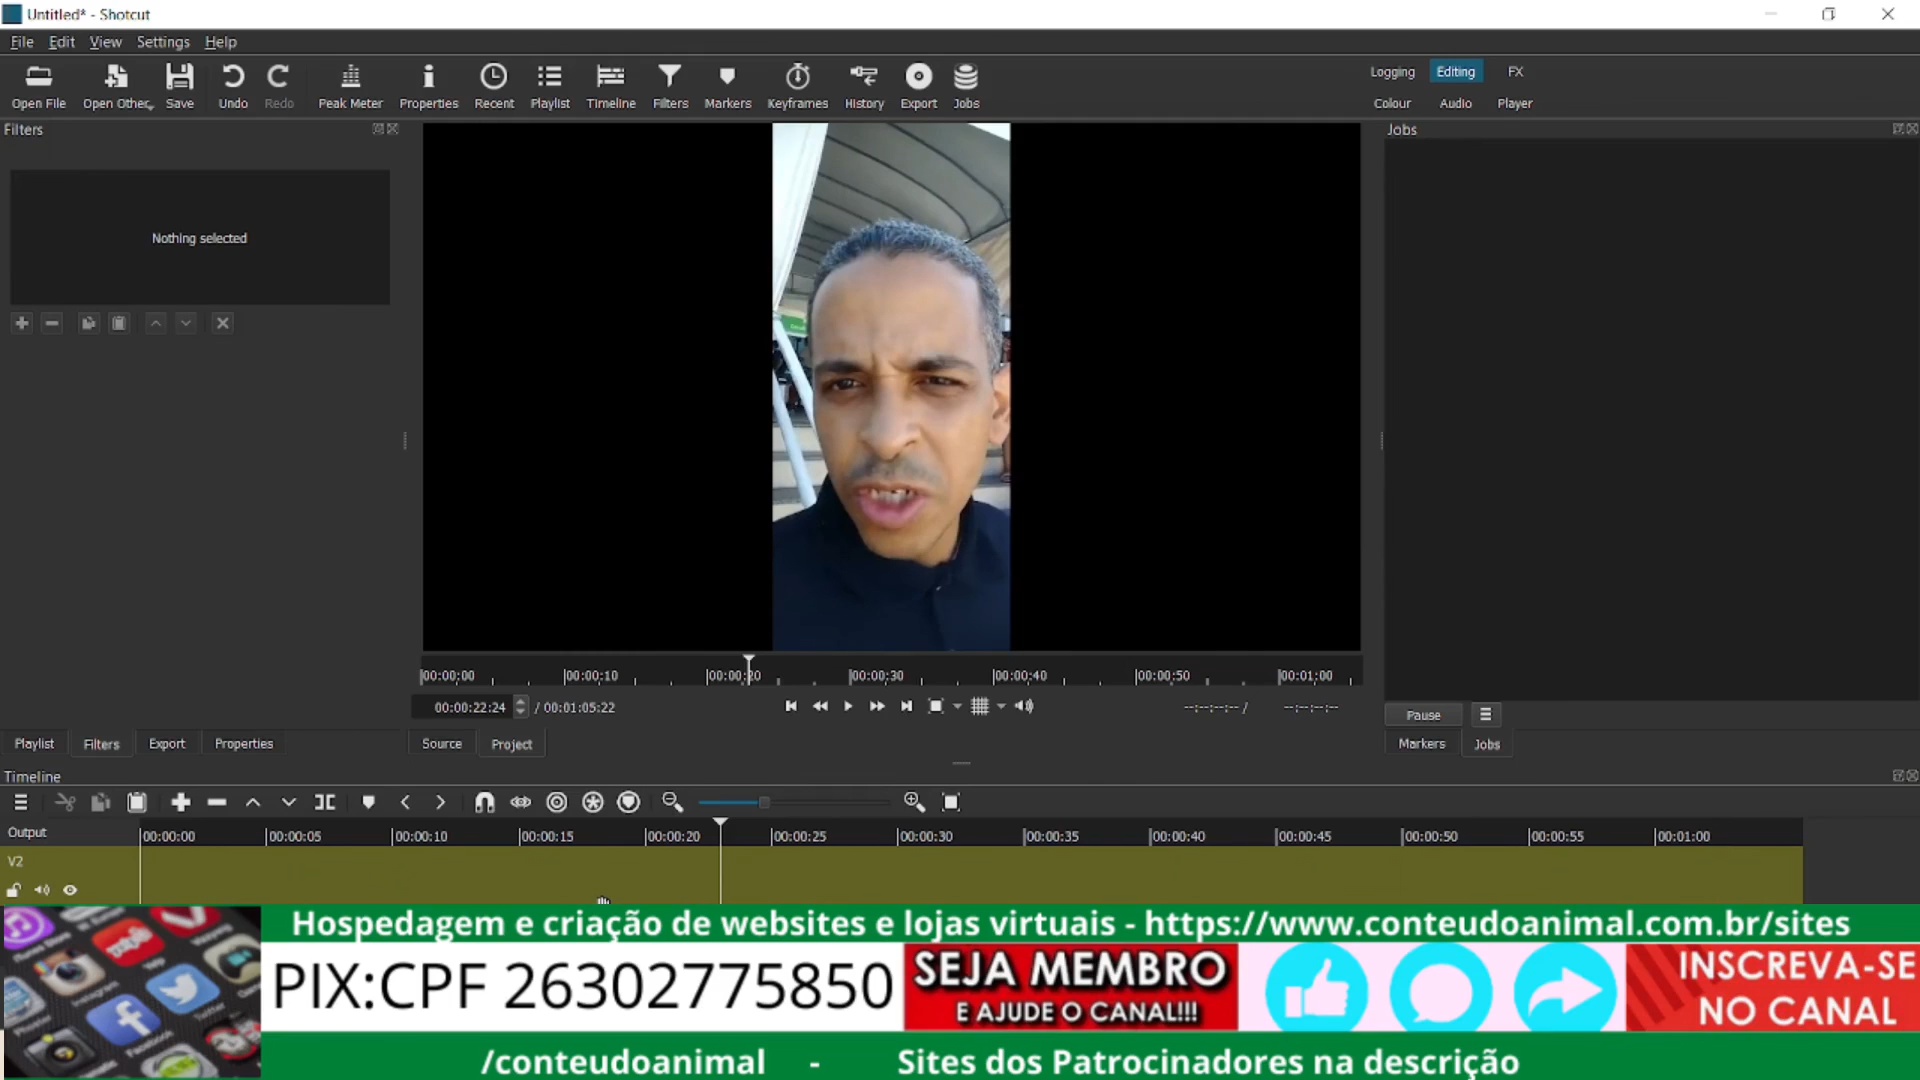 Untitled* - Shotcut
File Edit View Settings Help
Open File Open Other... Save Undo Redo Peak Meter Properties Recent Playlist Timeline Filters Markers Keyframes History Export Jobs
Logging Editing FX
Colour Audio Player
Filters
Jobs
Nothing selected
00:00:00 00:00:10 00:00:20 00:00:30 00:00:40 00:00:50 00:01:00
00:00:22:24 / 00:01:05:22
--:--:--:-- / --:--:--:--
Pause
Playlist Filters Export Properties Source Project Markers Jobs
Timeline
Output 00:00:00 00:00:05 00:00:10 00:00:15 00:00:20 00:00:25 00:00:30 00:00:35 00:00:40 00:00:45 00:00:50 00:00:55 00:01:00
V2
Hospedagem e criação de websites e lojas virtuais - https://www.conteudoanimal.com.br/sites
PIX:CPF 26302775850
SEJA MEMBRO
E AJUDE O CANAL!!!
INSCREVA-SE
NO CANAL
/conteudoanimal - Sites dos Patrocinadores na descrição
Instagram
Twitter
Facebook